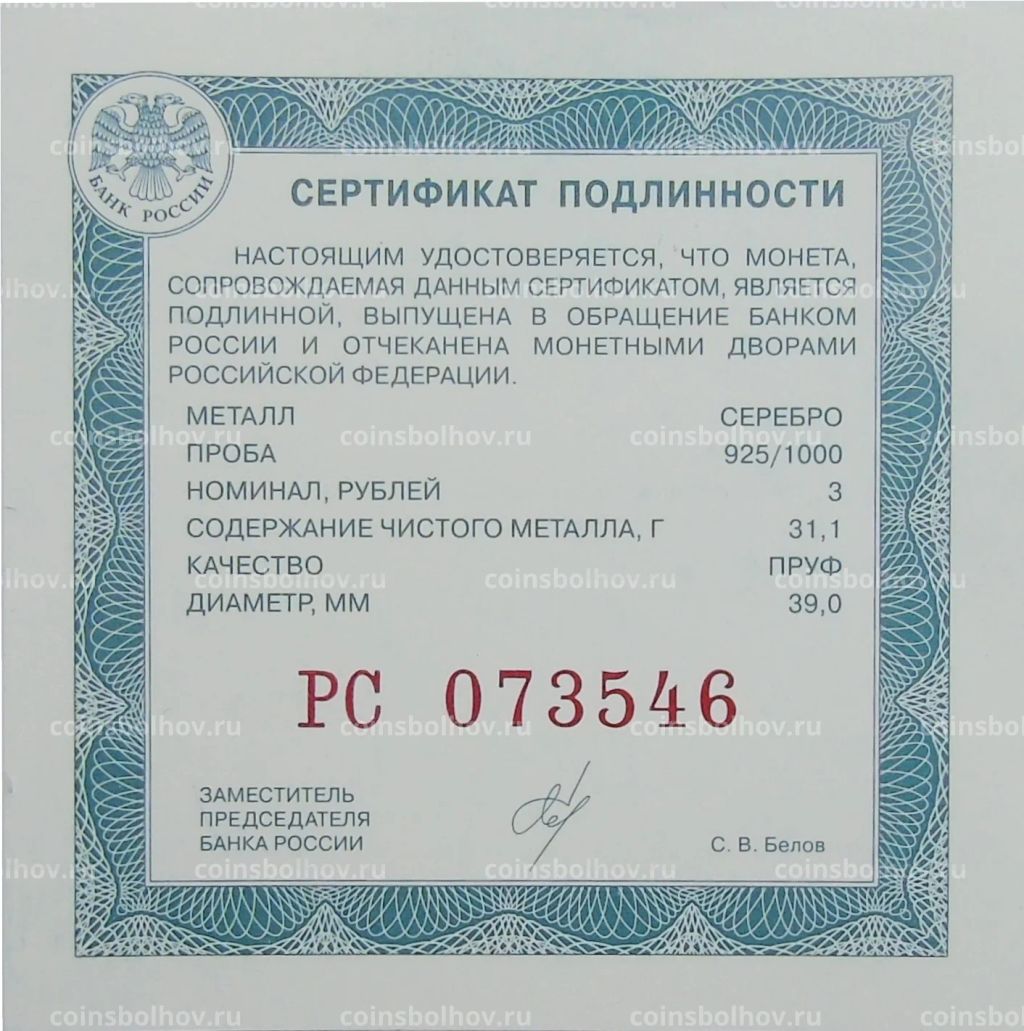 БАНК РОССИИ
СЕРТИФИКАТ ПОДЛИННОСТИ
НАСТОЯЩИМ УДОСТОВЕРЯЕТСЯ, ЧТО МОНЕТА,
СОПРОВОЖДАЕМАЯ ДАННЫМ СЕРТИФИКАТОМ, ЯВЛЯЕТСЯ
ПОДЛИННОЙ, ВЫПУЩЕНА В ОБРАЩЕНИЕ БАНКОМ
РОССИИ И ОТЧЕКАНЕНА МОНЕТНЫМИ ДВОРАМИ
РОССИЙСКОЙ ФЕДЕРАЦИИ.
МЕТАЛЛ СЕРЕБРО
ПРОБА 925/1000
НОМИНАЛ, РУБЛЕЙ 3
СОДЕРЖАНИЕ ЧИСТОГО МЕТАЛЛА, Г 31,1
КАЧЕСТВО ПРУФ
ДИАМЕТР, ММ 39,0
РС 073546
ЗАМЕСТИТЕЛЬ
ПРЕДСЕДАТЕЛЯ
БАНКА РОССИИ С. В. Белов
coinsbolhov.ru